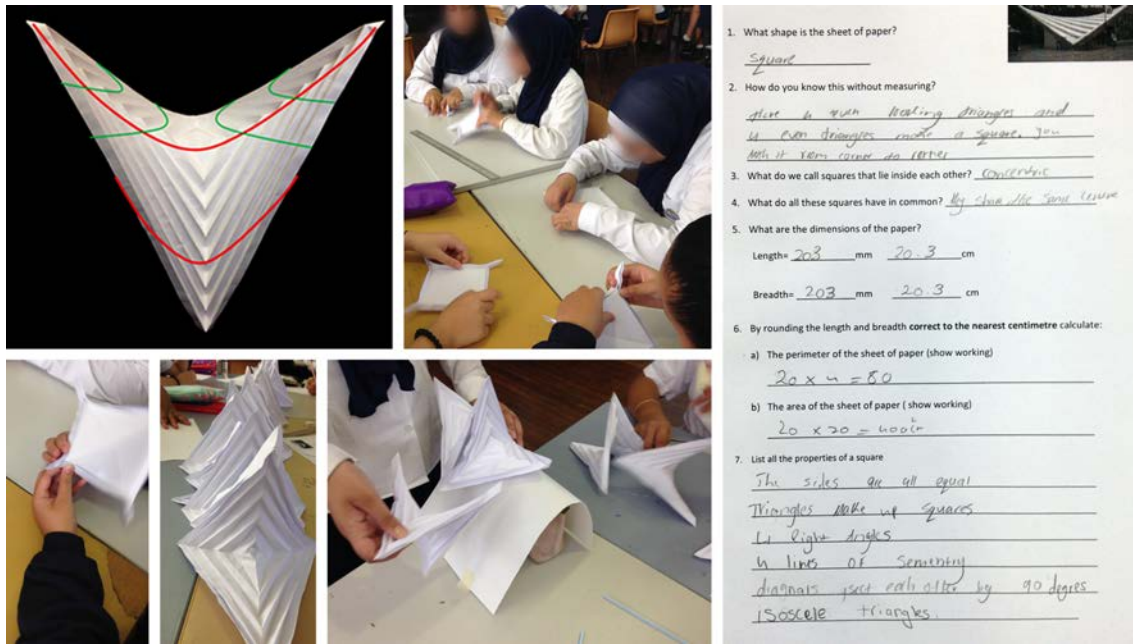 1. What shape is the sheet of paper?
Square
2. How do you know this without measuring?
there is 4 even triangles and
4 even triangles make a square. You
it from corner to corner
3. What do we call squares that lie inside each other? concentric
4. What do all these squares have in common? they share the same centre
5. What are the dimensions of the paper?
Length= 203 mm 20.3 cm
Breadth= 203 mm 20.3 cm
6. By rounding the length and breadth correct to the nearest centimetre calculate:
a) The perimeter of the sheet of paper (show working)
20 x 4 = 80
b) The area of the sheet of paper ( show working)
20 x 20 = 400
7. List all the properties of a square
The sides are all equal
Triangles Make up squares
4 right angles
4 lines OF Sementry
each other by 90 degres
isoscele triangles.